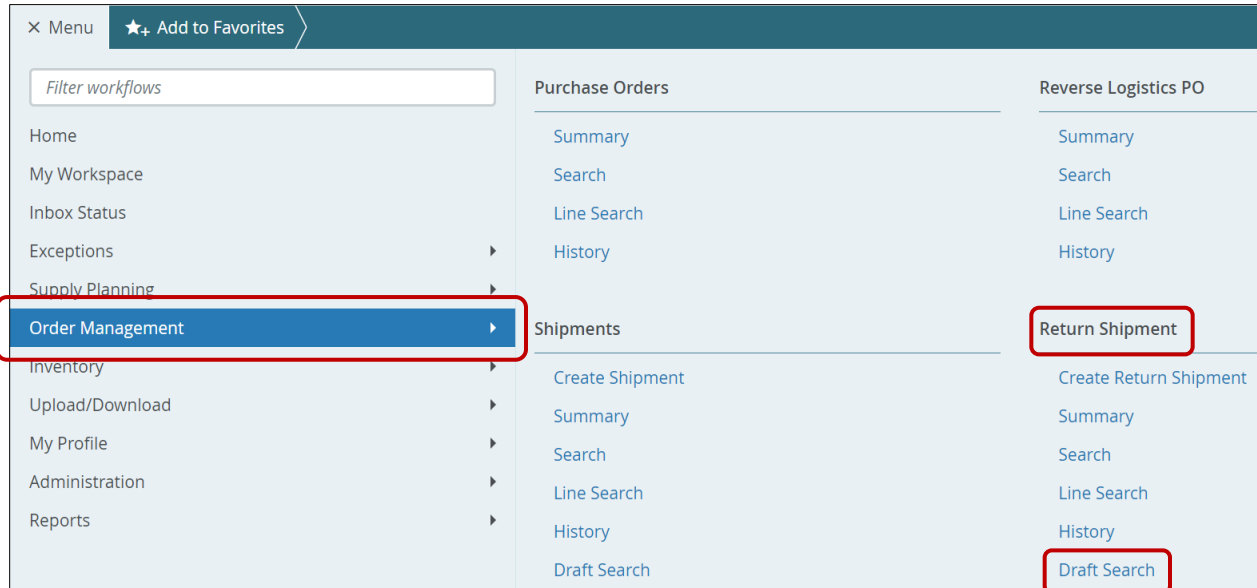 × Menu
★+ Add to Favorites
Filter workflows
Home
My Workspace
Inbox Status
Exceptions
Supply Planning
Order Management
Inventory
Upload/Download
My Profile
Administration
Reports
Purchase Orders
Summary
Search
Line Search
History
Reverse Logistics PO
Summary
Search
Line Search
History
Shipments
Create Shipment
Summary
Search
Line Search
History
Draft Search
Return Shipment
Create Return Shipment
Summary
Search
Line Search
History
Draft Search